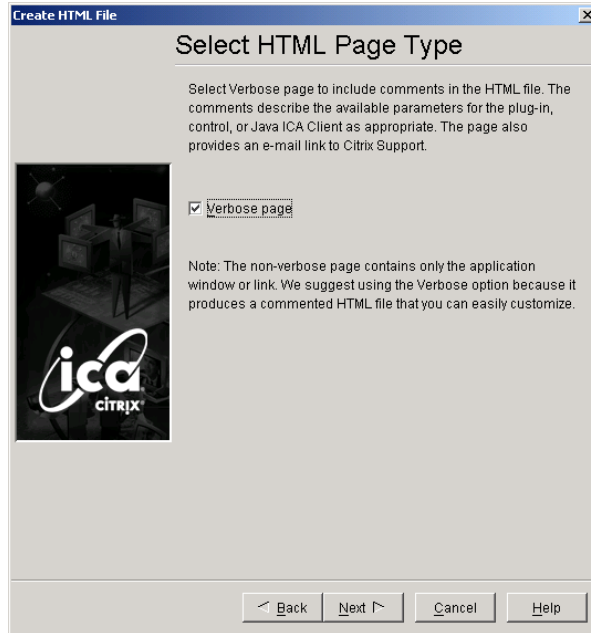 Create HTML File
Select HTML Page Type
Select Verbose page to include comments in the HTML file. The
comments describe the available parameters for the plug-in,
control, or Java ICA Client as appropriate. The page also
provides an e-mail link to Citrix Support.
Verbose page
Note: The non-verbose page contains only the application
window or link. We suggest using the Verbose option because it
produces a commented HTML file that you can easily customize.
ica
CITRIX®
Back Next Cancel Help